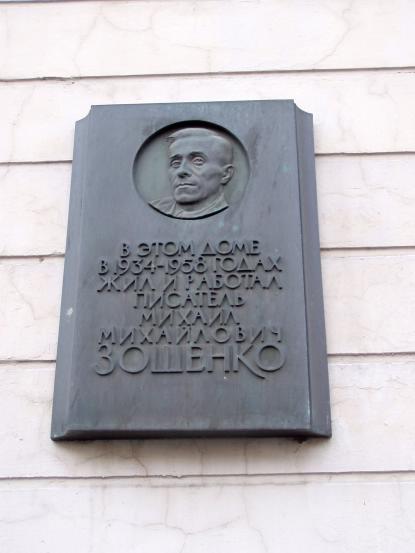 В ЭТОМ ДОМЕ
В 1934-1958 ГОДАХ
ЖИЛ И РАБОТАЛ
ПИСАТЕЛЬ
МИХАИЛ
МИХАЙЛОВИЧ
ЗОЩЕНКО